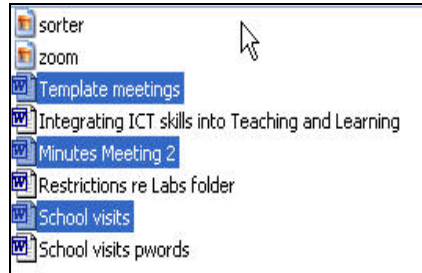 sorter
zoom
Template meetings
Integrating ICT skills into Teaching and Learning
Minutes Meeting 2
Restrictions re Labs folder
School visits
School visits pwords